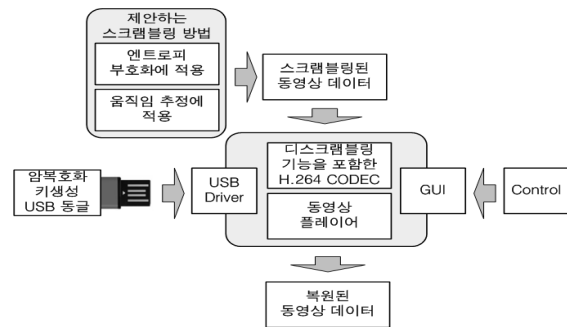 제안하는
스크램블링 방법
엔트로피
부호화에 적용
움직임 추정에
적용
스크램블링된
동영상 데이터
암복호화
키생성
USB 동글
USB
Driver
디스크램블링
기능을 포함한
H.264 CODEC
동영상
플레이어
GUI
Control
복원된
동영상 데이터